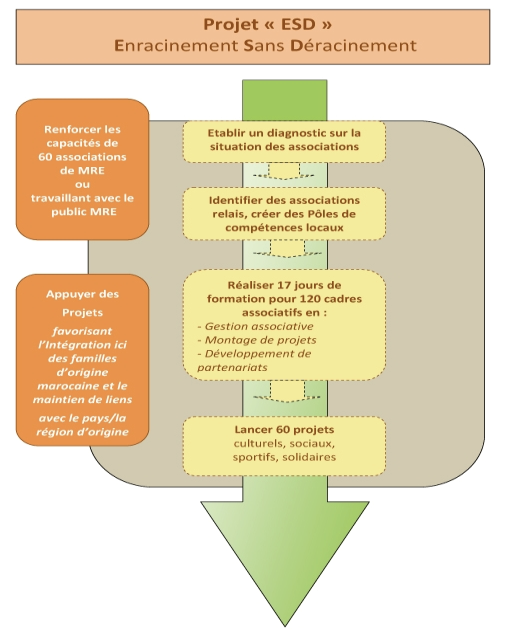 Projet « ESD »
Enracinement Sans Déracinement
Renforcer les
capacités de
60 associations
de MRE
ou
travaillant avec le
public MRE
Appuyer des
Projets
favorisant
l'Intégration ici
des familles
d'origine
marocaine et le
maintien de liens
avec le pays/la
région d'origine
Etablir un diagnostic sur la
situation des associations
Identifier des associations
relais, créer des Pôles de
compétences locaux
Réaliser 17 jours de
formation pour 120 cadres
associatif en :
- Gestion associative
- Montage de projets
- Développement de
partenariats
Lancer 60 projets
culturels, sociaux,
sportifs, solidaires